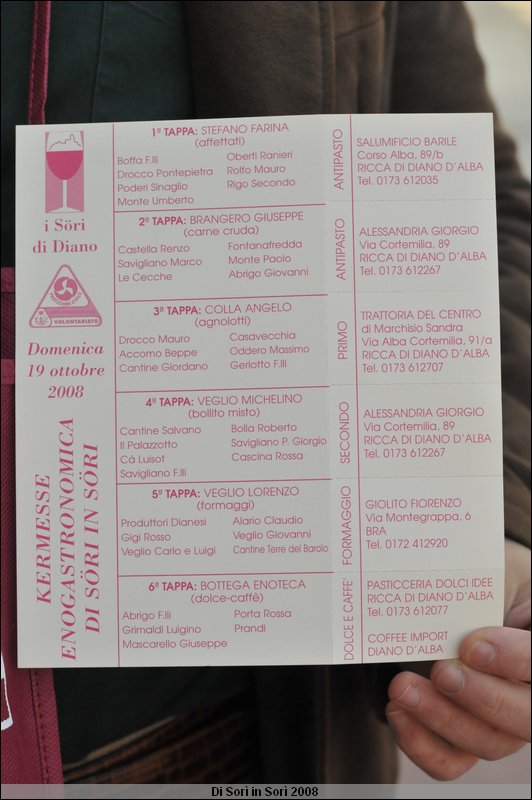 i Söri
di Diano
PROTEZIONE CIVILE
VOLONTARIATO
Domenica
19 ottobre
2008
KERMESSE
ENOGASTRONOMICA
DI SÖRI IN SÖRI
1ª TAPPA: STEFANO FARINA
(affettati)
Boffa F.lli
Drocco Pontepietra
Poderi Sinaglio
Monte Umberto
Oberti Ranieri
Rolfo Mauro
Rigo Secondo
ANTIPASTO
SALUMIFICIO BARILE
Corso Alba, 89/b
RICCA DI DIANO D'ALBA
Tel. 0173 612035
2ª TAPPA: BRANGERO GIUSEPPE
(carne cruda)
Castella Renzo
Savigliano Marco
Le Cecche
Fontanafredda
Monte Paolo
Abrigo Giovanni
ANTIPASTO
ALESSANDRIA GIORGIO
Via Cortemilia, 89
RICCA DI DIANO D'ALBA
Tel. 0173 612267
3ª TAPPA: COLLA ANGELO
(agnolotti)
Drocco Mauro
Accomo Beppe
Cantine Giordano
Casavecchia
Oddero Massimo
Gerlotto F.lli
PRIMO
TRATTORIA DEL CENTRO
di Marchisio Sandra
Via Alba Cortemilia, 91/a
RICCA DI DIANO D'ALBA
Tel. 0173 612707
4ª TAPPA: VEGLIO MICHELINO
(bollito misto)
Cantine Salvano
Il Palazzotto
Cà Luisot
Savigliano F.lli
Bolla Roberto
Savigliano P. Giorgio
Cascina Rossa
SECONDO
ALESSANDRIA GIORGIO
Via Cortemilia, 89
RICCA DI DIANO D'ALBA
Tel. 0173 612267
5ª TAPPA: VEGLIO LORENZO
(formaggi)
Produttori Dianesi
Gigi Rosso
Veglio Carlo e Luigi
Alario Claudio
Veglio Giovanni
Cantine Terre del Barolo
FORMAGGIO
GIOLITO FIORENZO
Via Montegrappa, 6
BRA
Tel. 0172 412920
6ª TAPPA: BOTTEGA ENOTECA
(dolce-caffè)
Abrigo F.lli
Grimaldi Luigino
Mascarello Giuseppe
Porta Rossa
Prandi
DOLCE E CAFFE'
PASTICCERIA DOLCI IDEE
RICCA DI DIANO D'ALBA
Tel. 0173 612077
COFFEE IMPORT
DIANO D'ALBA
Di Sorì in Sorì 2008